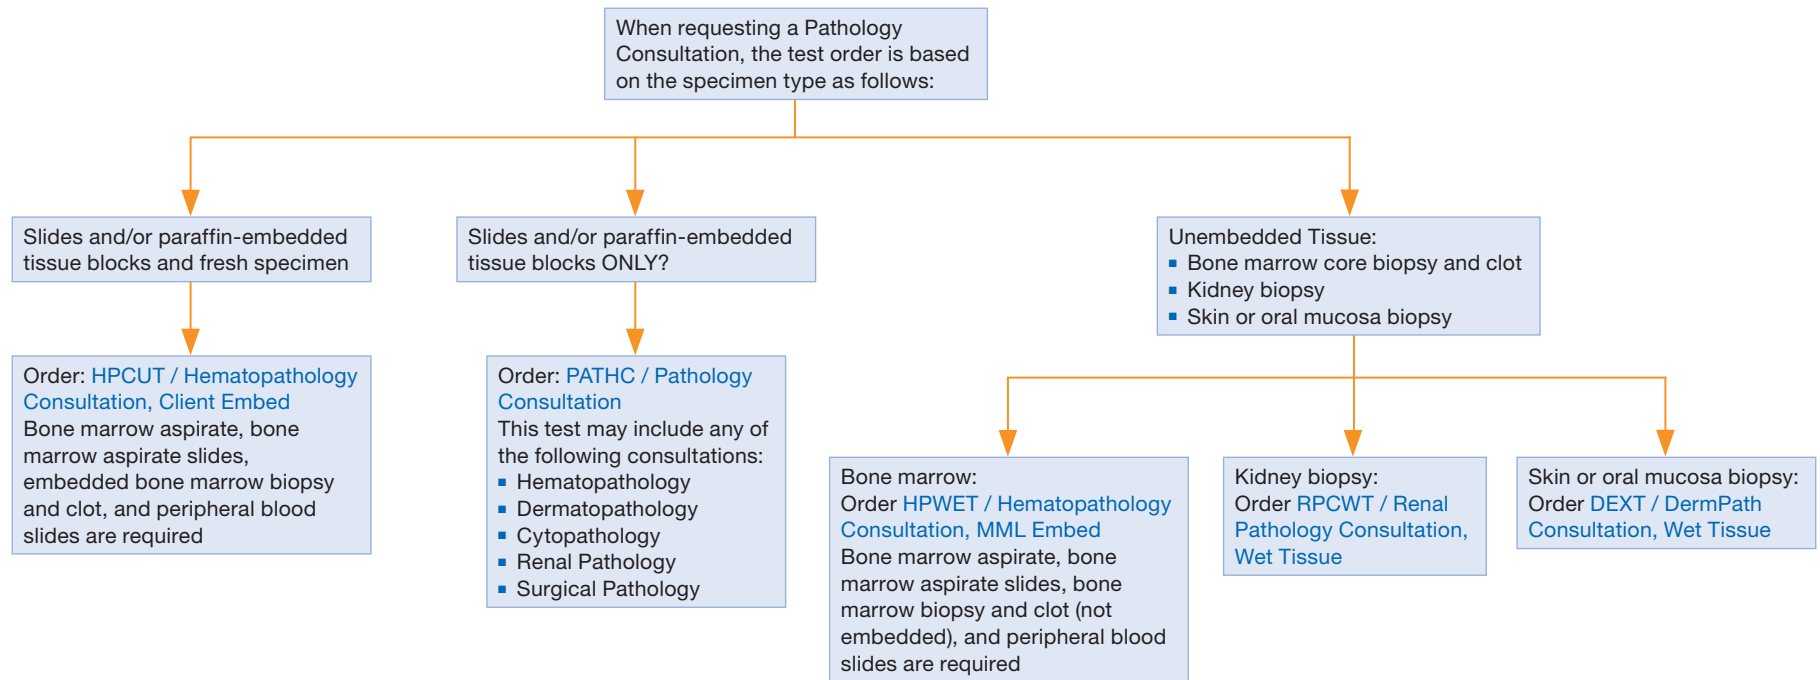 When requesting a Pathology
Consultation, the test order is based
on the specimen type as follows:
Slides and/or paraffin-embedded
tissue blocks and fresh specimen
Slides and/or paraffin-embedded
tissue blocks ONLY?
Unembedded Tissue:
▪ Bone marrow core biopsy and clot
▪ Kidney biopsy
▪ Skin or oral mucosa biopsy
Order: HPCUT / Hematopathology
Consultation, Client Embed
Bone marrow aspirate, bone
marrow aspirate slides,
embedded bone marrow biopsy
and clot, and peripheral blood
slides are required
Order: PATHC / Pathology
Consultation
This test may include any of
the following consultations:
▪ Hematopathology
▪ Dermatopathology
▪ Cytopathology
▪ Renal Pathology
▪ Surgical Pathology
Bone marrow:
Order HPWET / Hematopathology
Consultation, MML Embed
Bone marrow aspirate, bone
marrow aspirate slides, bone
marrow biopsy and clot (not
embedded), and peripheral blood
slides are required
Kidney biopsy:
Order RPCWT / Renal
Pathology Consultation,
Wet Tissue
Skin or oral mucosa biopsy:
Order DEXT / DermPath
Consultation, Wet Tissue